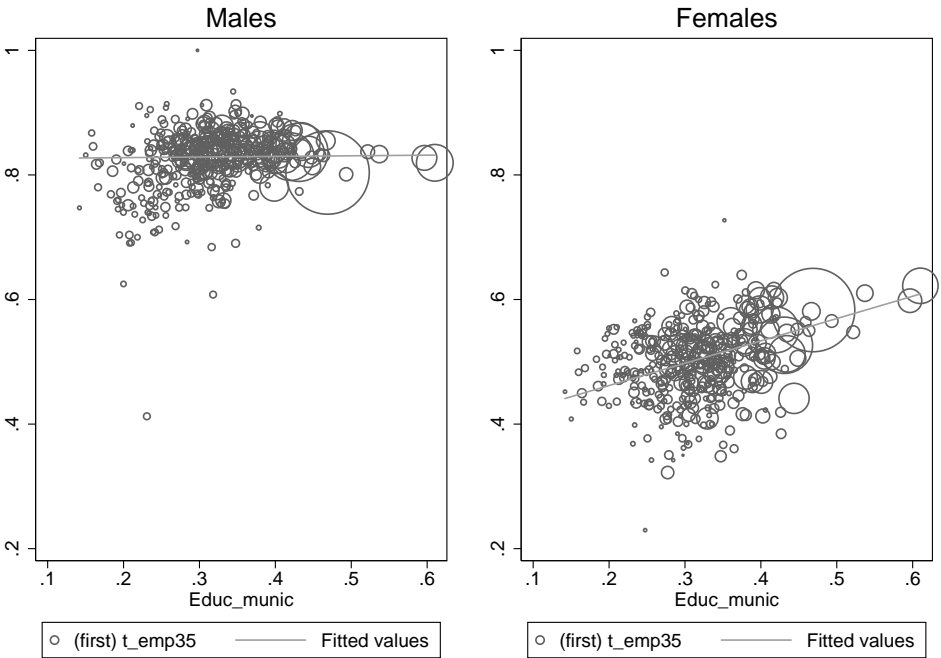 Males
Females
1
.8
.6
.4
.2
.1 .2 .3 .4 .5 .6
Educ_munic
(first) t_emp35 Fitted values
1
.8
.6
.4
.2
.1 .2 .3 .4 .5 .6
Educ_munic
(first) t_emp35 Fitted values